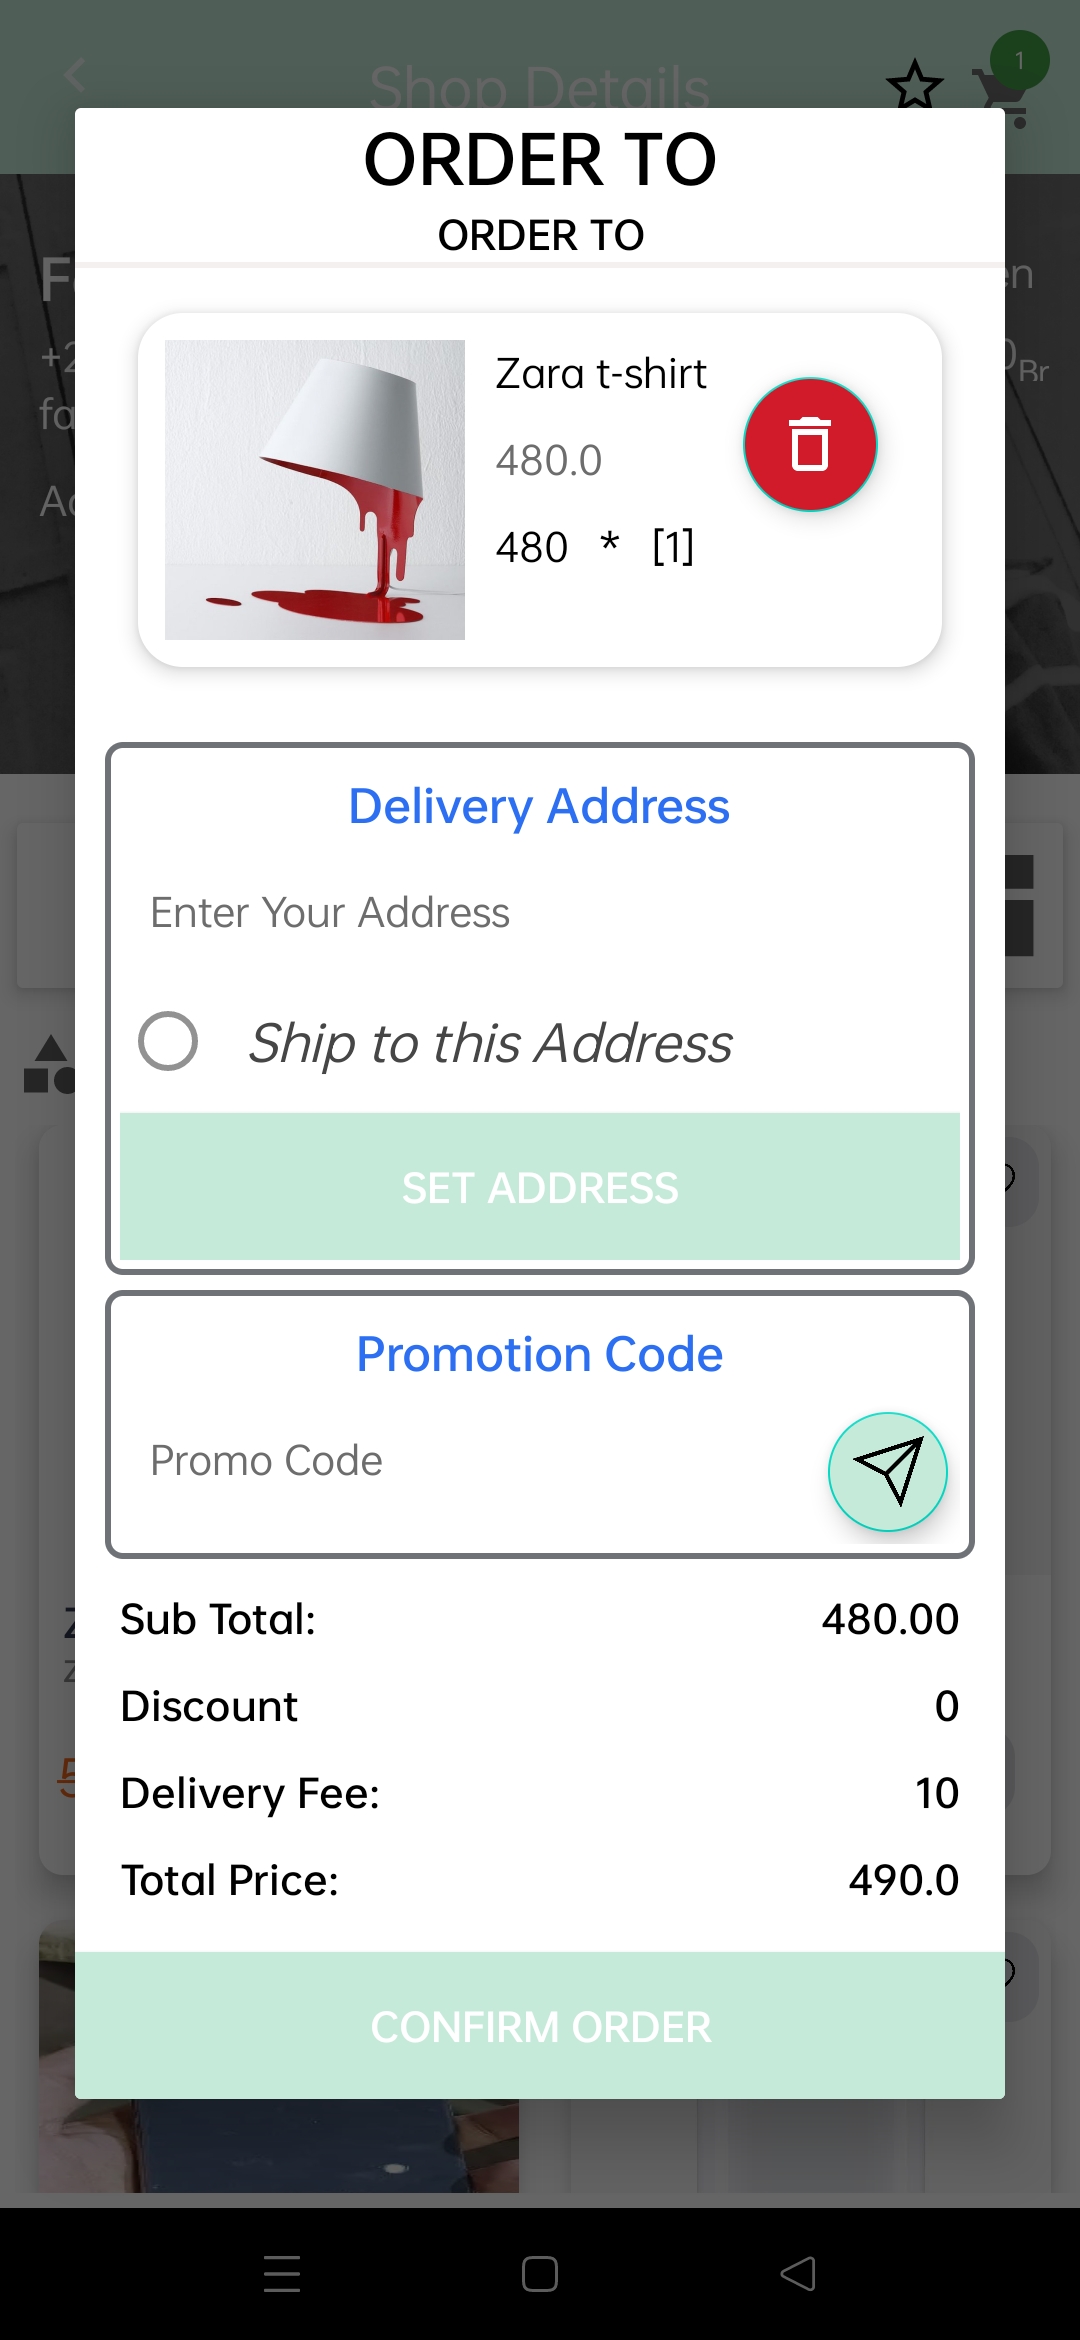 Shop Details
1
ORDER TO
ORDER TO
Zara t-shirt
480.0
480 * [1]
Delivery Address
Enter Your Address
Ship to this Address
SET ADDRESS
Promotion Code
Promo Code
Sub Total: 480.00
Discount 0
Delivery Fee: 10
Total Price: 490.0
CONFIRM ORDER